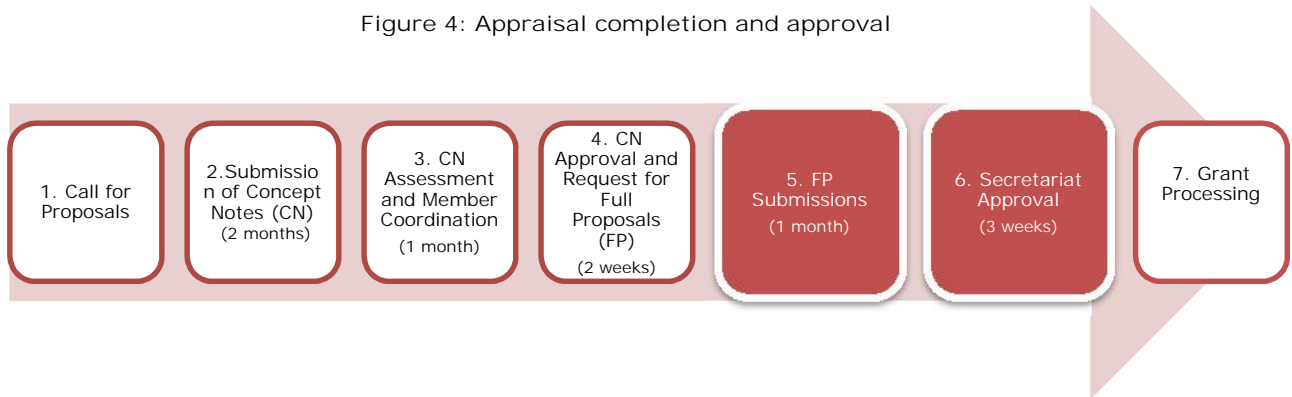 Figure 4: Appraisal completion and approval
1. Call for
Proposals
2.Submissio
n of Concept
Notes (CN)
(2 months)
3. CN
Assessment
and Member
Coordination
(1 month)
4. CN
Approval and
Request for
Full
Proposals
(FP)
(2 weeks)
5. FP
Submissions
(1 month)
6. Secretariat
Approval
(3 weeks)
7. Grant
Processing